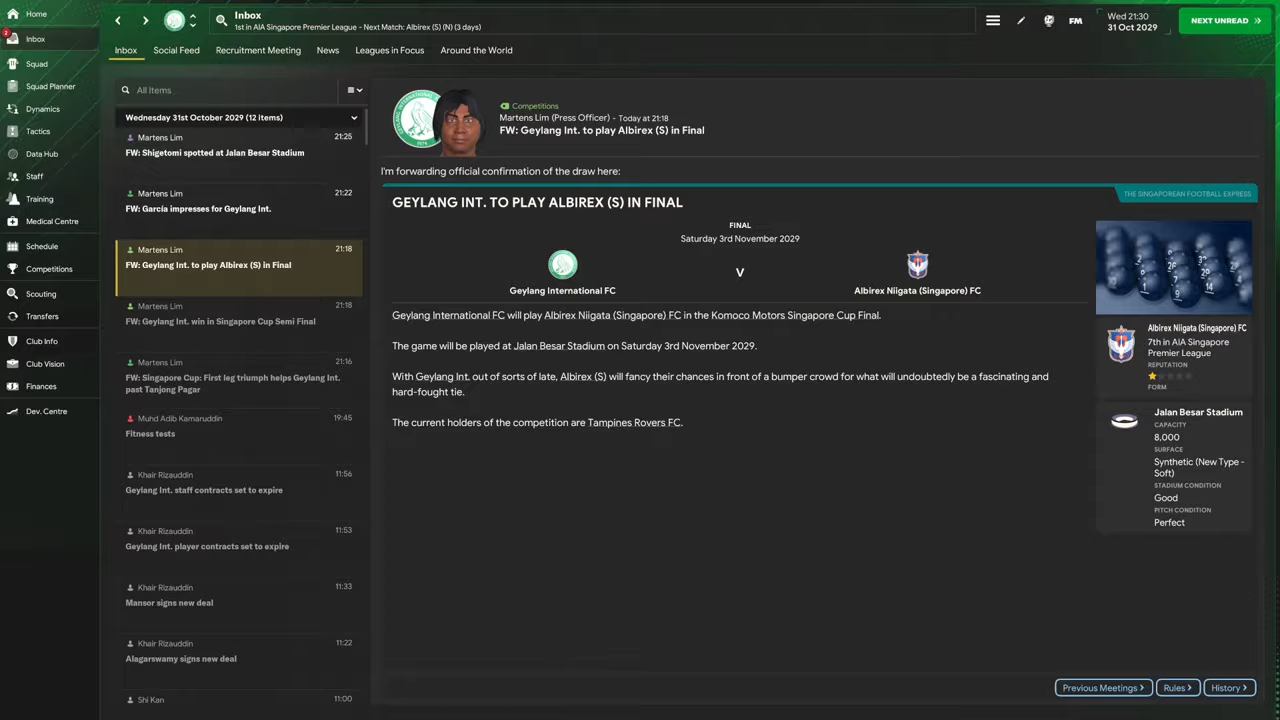 Home
2
Inbox
Squad
Squad Planner
Dynamics
Tactics
Data Hub
Staff
Training
Medical Centre
Schedule
Competitions
Scouting
Transfers
Club Info
Club Vision
Finances
Dev. Centre
Inbox
1st in AIA Singapore Premier League - Next Match: Albirex (S) (N) (3 days)
FM
Wed 21:30
31 Oct 2029
NEXT UNREAD
Inbox
Social Feed
Recruitment Meeting
News
Leagues in Focus
Around the World
All Items
Wednesday 31st October 2029 (12 Items)
Martens Lim 21:25
FW: Shigetomi spotted at Jalan Besar Stadium
Martens Lim 21:22
FW: García impresses for Geylang Int.
Martens Lim 21:18
FW: Geylang Int. to play Albirex (S) in Final
Martens Lim 21:18
FW: Geylang Int. win in Singapore Cup Semi Final
Martens Lim 21:16
FW: Singapore Cup: First leg triumph helps Geylang Int.
past Tanjong Pagar
Muhd Adib Kamaruddin 19:45
Fitness tests
Khair Rizauddin 11:56
Geylang Int. staff contracts set to expire
Khair Rizauddin 11:53
Geylang Int. player contracts set to expire
Khair Rizauddin 11:33
Mansor signs new deal
Khair Rizauddin 11:22
Alagarswamy signs new deal
Shi Kan 11:00
Competitions
Martens Lim (Press Officer) - Today at 21:18
FW: Geylang Int. to play Albirex (S) in Final
I'm forwarding official confirmation of the draw here:
THE SINGAPOREAN FOOTBALL EXPRESS
GEYLANG INT. TO PLAY ALBIREX (S) IN FINAL
FINAL
Saturday 3rd November 2029
V
Geylang International FC
Albirex Niigata (Singapore) FC
Geylang International FC will play Albirex Niigata (Singapore) FC in the Komoco Motors Singapore Cup Final.
The game will be played at Jalan Besar Stadium on Saturday 3rd November 2029.
With Geylang Int. out of sorts of late, Albirex (S) will fancy their chances in front of a bumper crowd for what will undoubtedly be a fascinating and
hard-fought tie.
The current holders of the competition are Tampines Rovers FC.
Albirex Niigata (Singapore) FC
7th in AIA Singapore
Premier League
REPUTATION
FORM
Jalan Besar Stadium
CAPACITY
8,000
SURFACE
Synthetic (New Type -
Soft)
STADIUM CONDITION
Good
PITCH CONDITION
Perfect
Previous Meetings
Rules
History